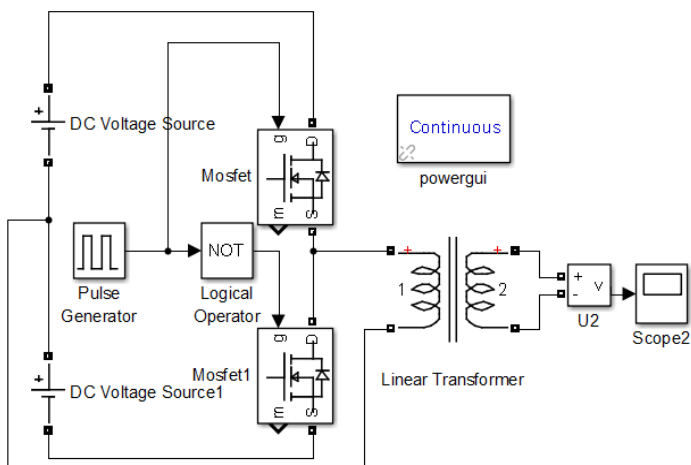 +
DC Voltage Source
g
D
Mosfet
m
S
Continuous
powergui
Pulse
Generator
NOT
Logical
Operator
+
1
+
2
+
-
v
U2
Scope2
+
DC Voltage Source1
g
D
Mosfet1
m
S
Linear Transformer